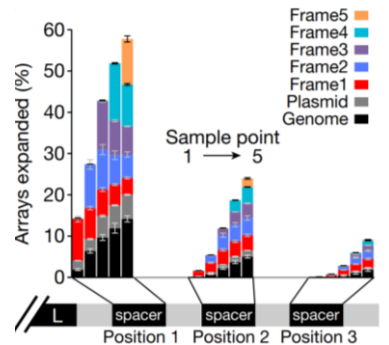 Frame5
Frame4
Frame3
Frame2
Frame1
Plasmid
Genome
Arrays expanded (%)
60
50
40
30
20
10
0
Sample point
1 → 5
L spacer spacer spacer
Position 1 Position 2 Position 3